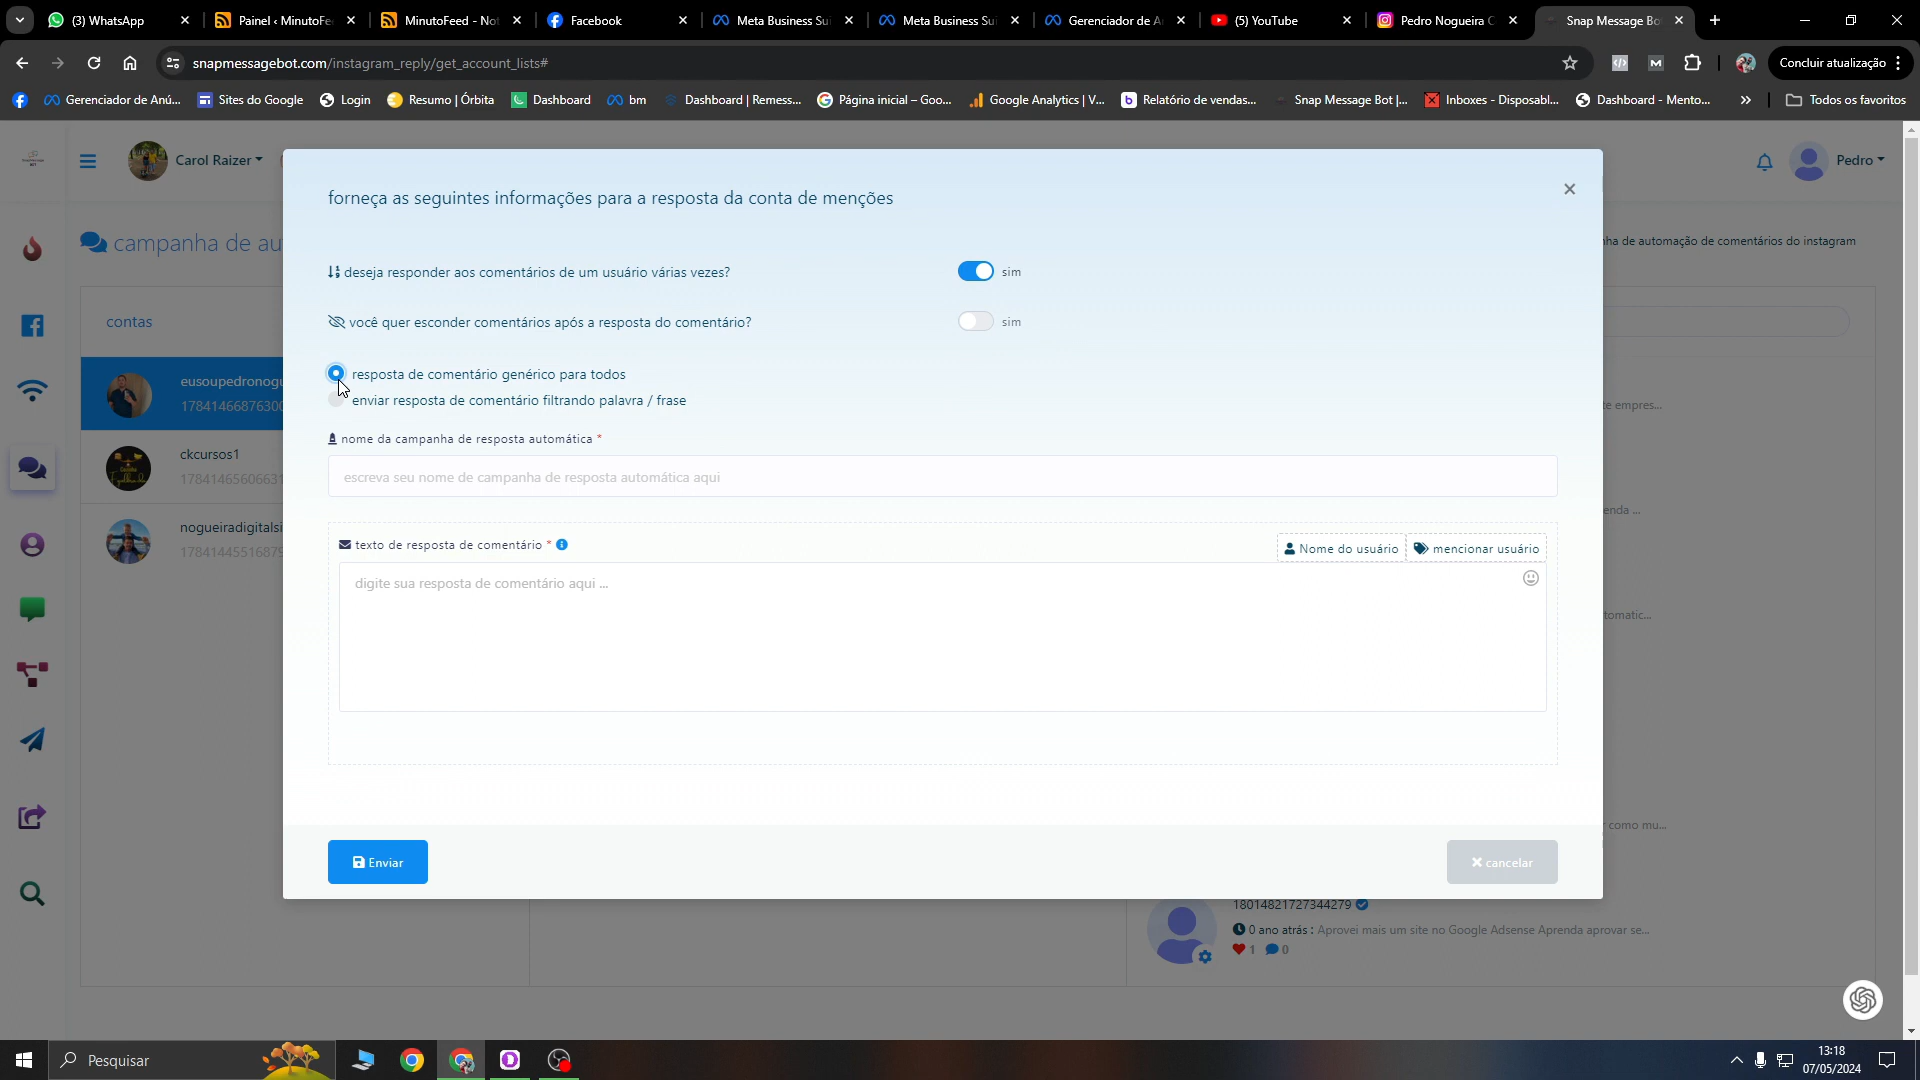 (3) WhatsApp
Painel ‹ MinutoFe
MinutoFeed - Not
Facebook
Meta Business Sui
Meta Business Sui
Gerenciador de A
(5) YouTube
Pedro Nogueira C
Snap Message Bo
snapmessagebot.com/instagram_reply/get_account_lists#
Concluir atualização
Gerenciador de Anú...
Sites do Google
Login
Resumo | Órbita
Dashboard
bm
Dashboard | Remess...
Página inicial – Goo...
Google Analytics | V...
Relatório de vendas...
Snap Message Bot |...
Inboxes - Disposabl...
Dashboard - Mento...
Todos os favoritos
Carol Raizer
Pedro
forneça as seguintes informações para a resposta da conta de menções
campanha de au
ha de automação de comentários do instagram
deseja responder aos comentários de um usuário várias vezes?
sim
contas
você quer esconder comentários após a resposta do comentário?
sim
resposta de comentário genérico para todos
eusoupedronogu
17841466876300
enviar resposta de comentário filtrando palavra / frase
te empres...
nome da campanha de resposta automática *
ckcursos1
17841465606631
escreva seu nome de campanha de resposta automática aqui
enda ...
nogueiradigitalsi
17841445516879
texto de resposta de comentário *
Nome do usuário
mencionar usuário
digite sua resposta de comentário aqui ...
tomatic...
como mu...
Enviar
cancelar
18014821727344279
0 ano atrás : Aprovei mais um site no Google Adsense Aprenda aprovar se...
1
0
Pesquisar
13:18
07/05/2024